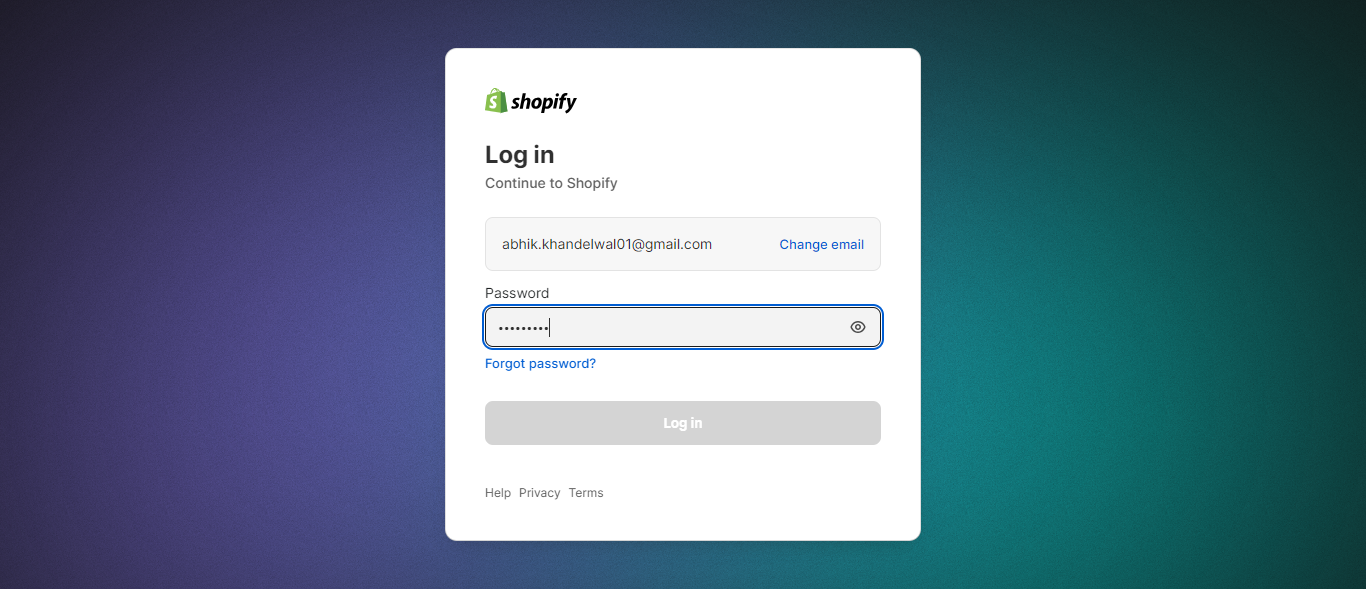 shopify
Log in
Continue to Shopify
abhik.khandelwal01@gmail.com Change email
Password
•••••••••
Forgot password?
Log in
Help Privacy Terms